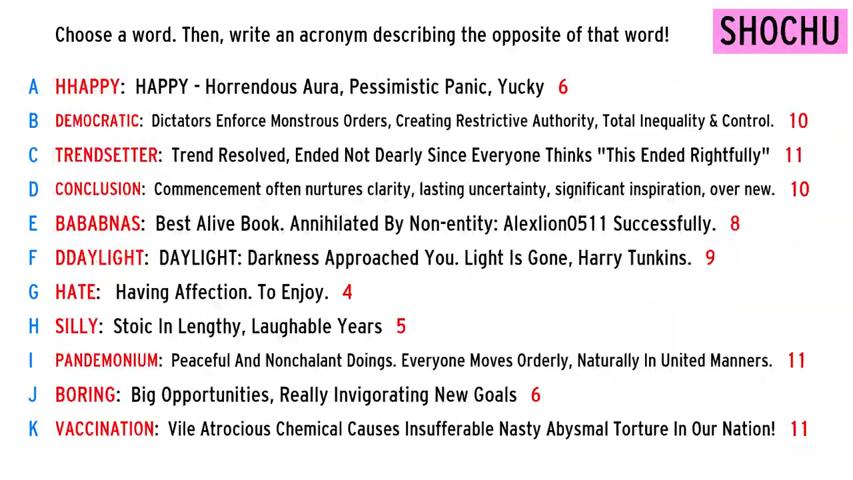 Choose a word. Then, write an acronym describing the opposite of that word!
SHOCHU
A HHAPPY: HAPPY - Horrendous Aura, Pessimistic Panic, Yucky 6
B DEMOCRATIC: Dictators Enforce Monstrous Orders, Creating Restrictive Authority, Total Inequality & Control. 10
C TRENDSETTER: Trend Resolved, Ended Not Dearly Since Everyone Thinks "This Ended Rightfully" 11
D CONCLUSION: Commencement often nurtures clarity, lasting uncertainty, significant inspiration, over new. 10
E BABABNAS: Best Alive Book. Annihilated By Non-entity: Alexlion0511 Successfully. 8
F DDAYLIGHT: DAYLIGHT: Darkness Approached You. Light Is Gone, Harry Tunkins. 9
G HATE: Having Affection. To Enjoy. 4
H SILLY: Stoic In Lengthy, Laughable Years 5
I PANDEMONIUM: Peaceful And Nonchalant Doings. Everyone Moves Orderly, Naturally In United Manners. 11
J BORING: Big Opportunities, Really Invigorating New Goals 6
K VACCINATION: Vile Atrocious Chemical Causes Insufferable Nasty Abysmal Torture In Our Nation! 11